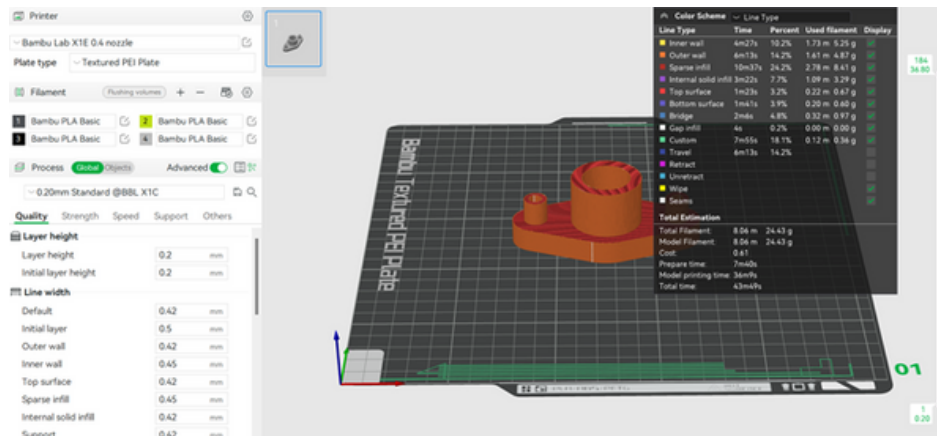 Printer
Bambu Lab X1E 0.4 nozzle
Plate type Textured PEI Plate
Filament Flushing volumes
1 Bambu PLA Basic 2 Bambu PLA Basic
3 Bambu PLA Basic 4 Bambu PLA Basic
Process Global Objects Advanced
0.20mm Standard @BBL X1C
Quality Strength Speed Support Others
Layer height
Layer height 0.2 mm
Initial layer height 0.2 mm
Line width
Default 0.42 mm
Initial layer 0.5 mm
Outer wall 0.42 mm
Inner wall 0.45 mm
Top surface 0.42 mm
Sparse infill 0.45 mm
Internal solid infill 0.42 mm
Support 0.42 mm
1
Bambu Textured PEI Plate
01
Color Scheme Line Type
Line Type Time Percent Used filament Display
Inner wall 4m27s 10.2% 1.73 m 5.25 g
Outer wall 6m13s 14.2% 1.61 m 4.87 g
Sparse infill 10m37s 24.2% 2.78 m 8.41 g
Internal solid infill 3m22s 7.7% 1.09 m 3.29 g
Top surface 1m23s 3.2% 0.22 m 0.67 g
Bottom surface 1m41s 3.9% 0.20 m 0.60 g
Bridge 2m6s 4.8% 0.32 m 0.97 g
Gap infill 4s 0.2% 0.00 m 0.00 g
Custom 7m55s 18.1% 0.12 m 0.36 g
Travel 6m13s 14.2%
Retract
Unretract
Wipe
Seams
Total Estimation
Total Filament: 8.06 m 24.43 g
Model Filament: 8.06 m 24.43 g
Cost: 0.61
Prepare time: 7m40s
Model printing time: 36m9s
Total time: 43m49s
184
36.80
1
0.20